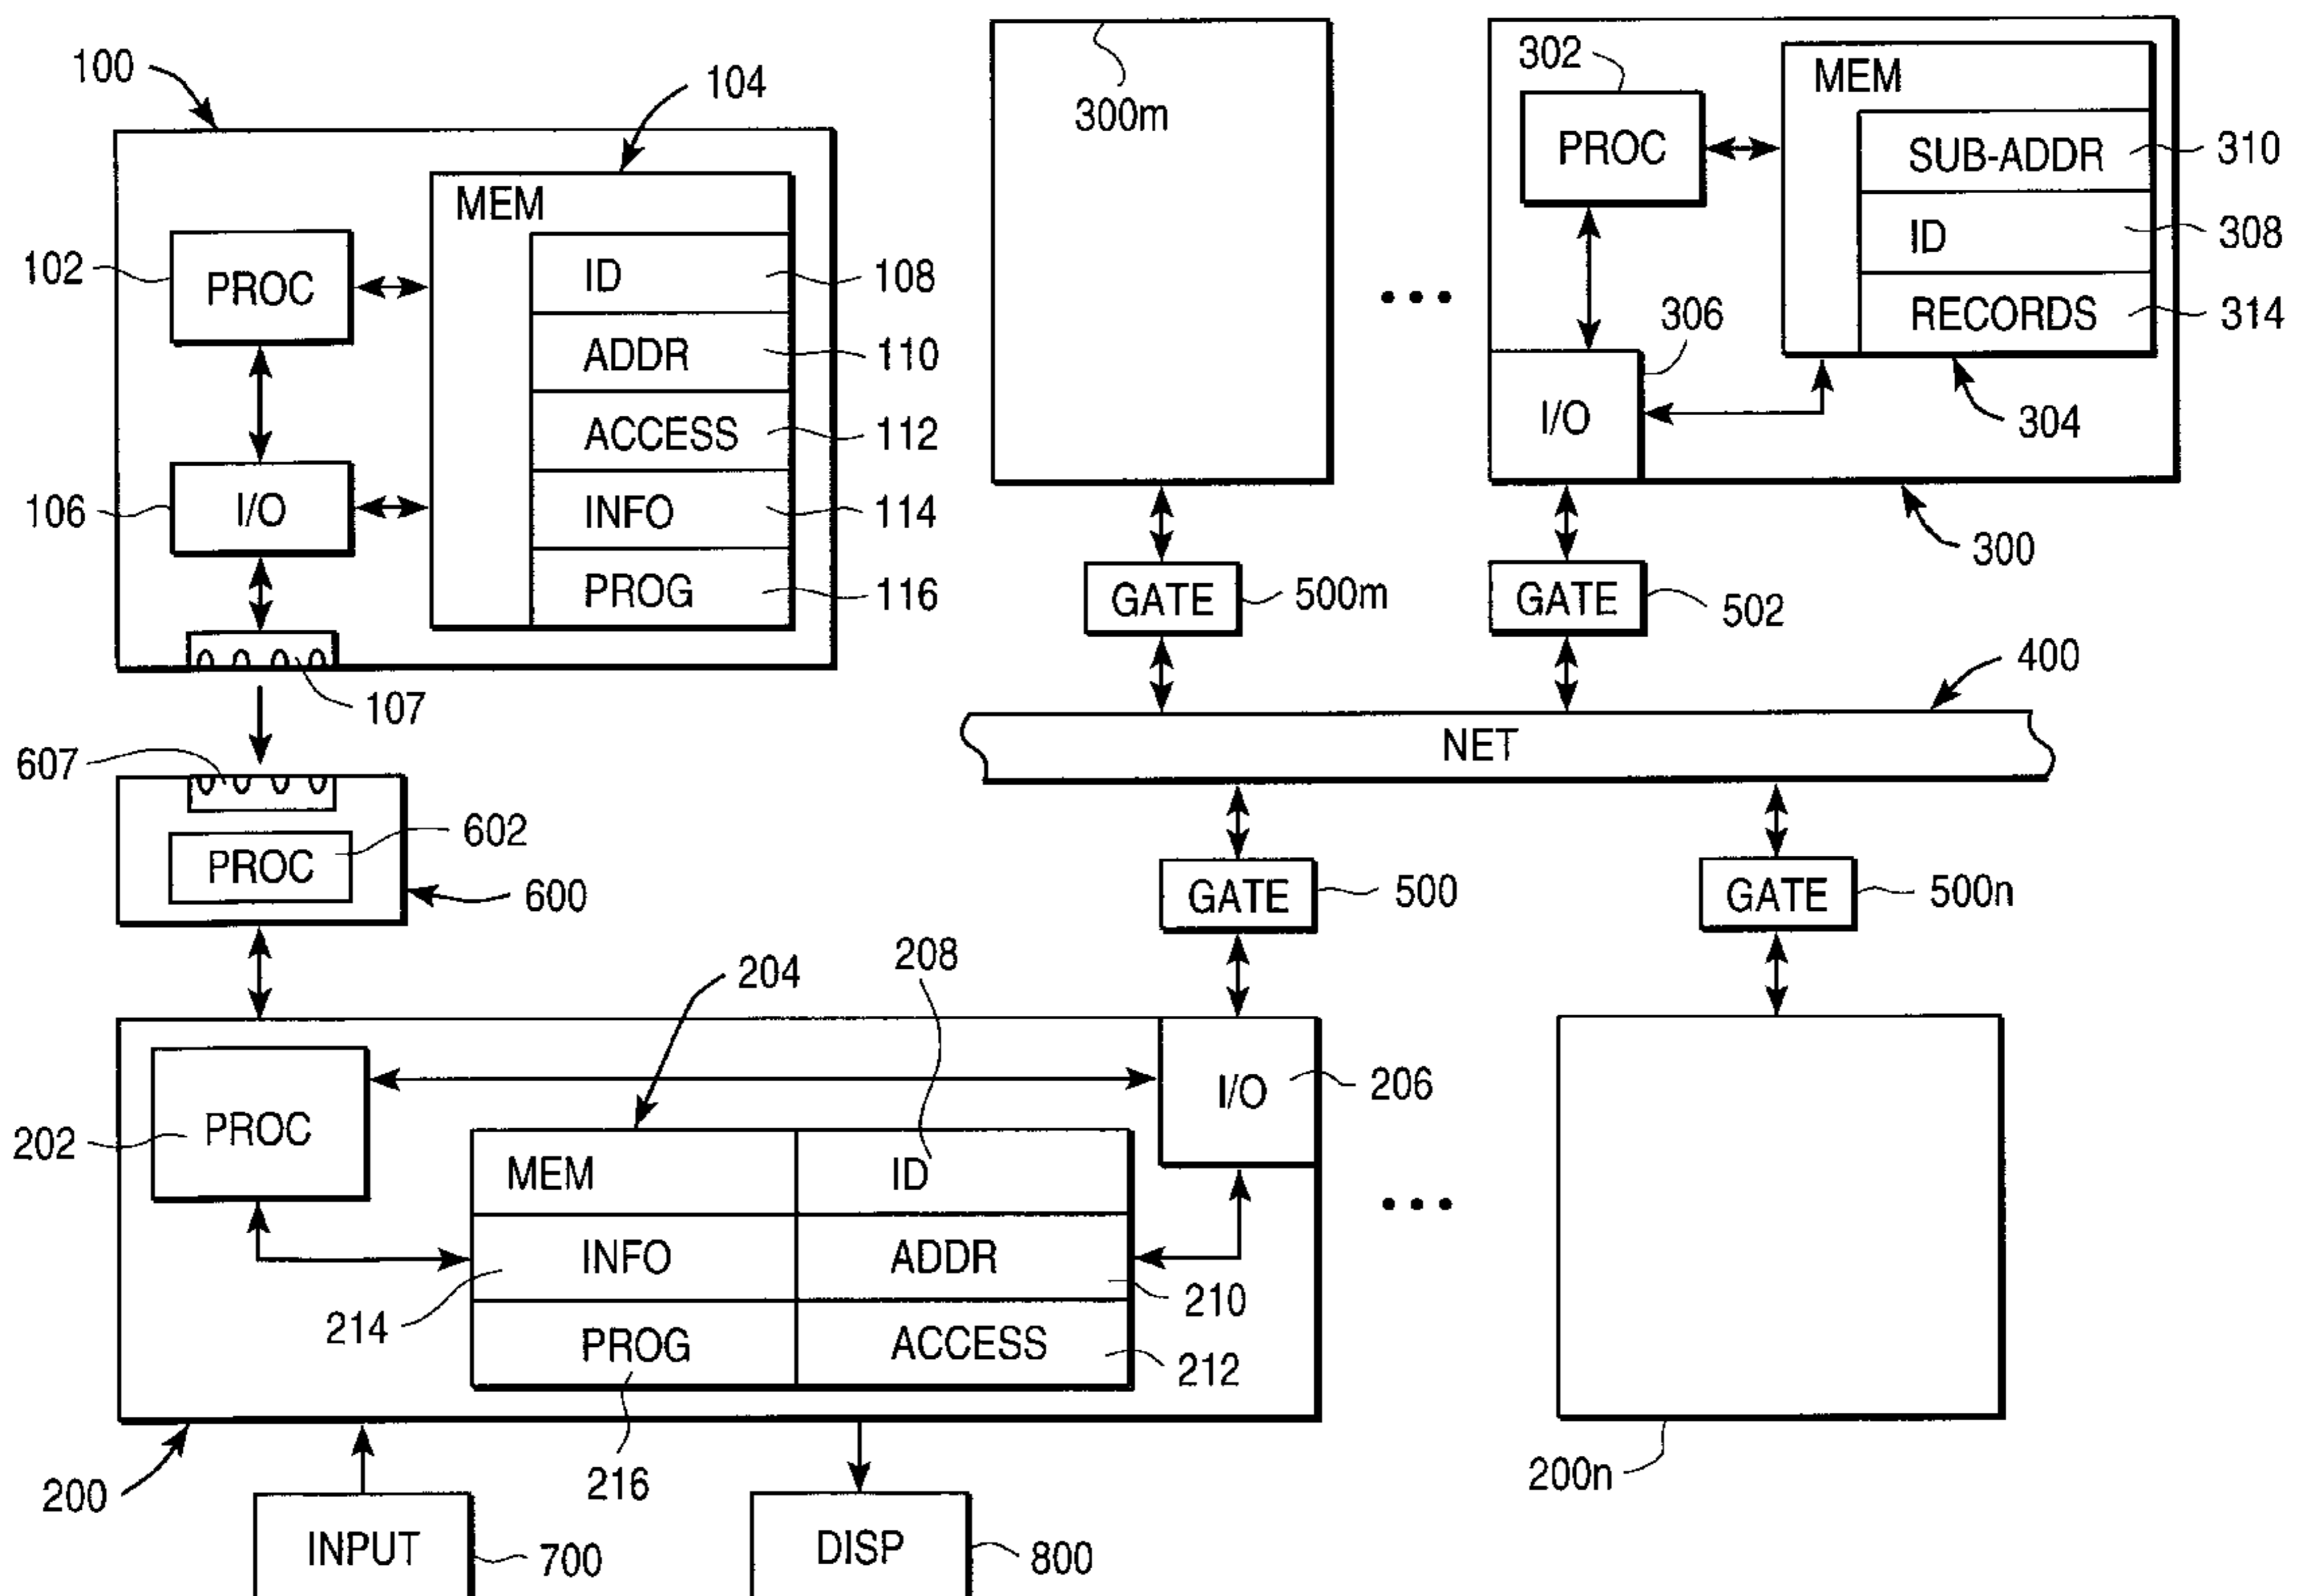 100
104
MEM
102
PROC
ID
108
ADDR
110
ACCESS
112
106
I/O
INFO
114
PROG
116
107
607
602
PROC
600
300m
302
MEM
PROC
SUB-ADDR
310
ID
308
RECORDS
314
306
I/O
304
300
GATE
500m
GATE
502
400
NET
GATE
500
GATE
500n
204
208
202
PROC
I/O
206
MEM
ID
INFO
ADDR
214
210
PROG
ACCESS
212
216
200
200n
INPUT
700
DISP
800